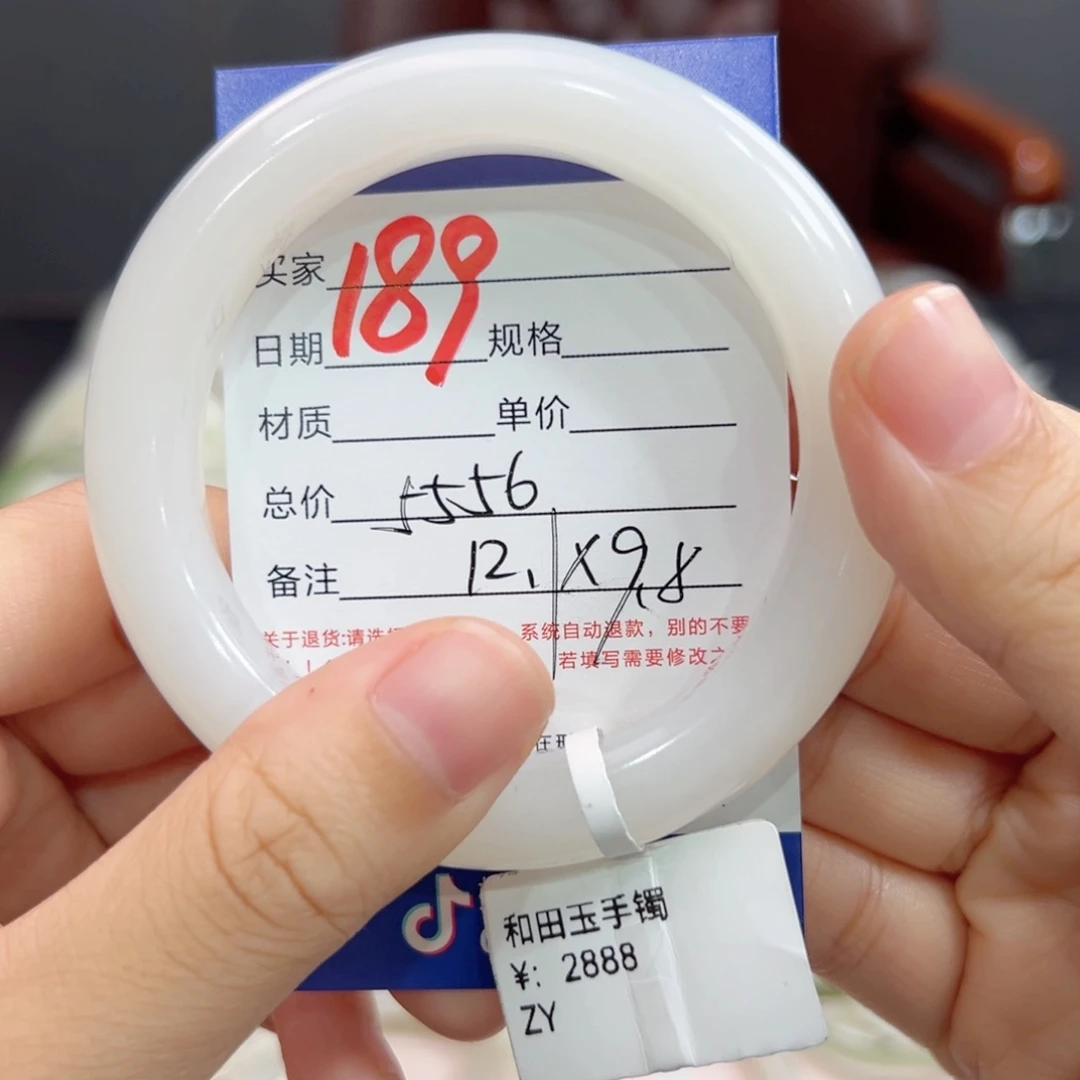 买家 189
日期 规格
材质 单价
总价 5556
备注 12. x9.8
关于退货:请选 系统自动退款，别的不要
若填写需要修改之
和田玉手镯
¥: 2888
ZY